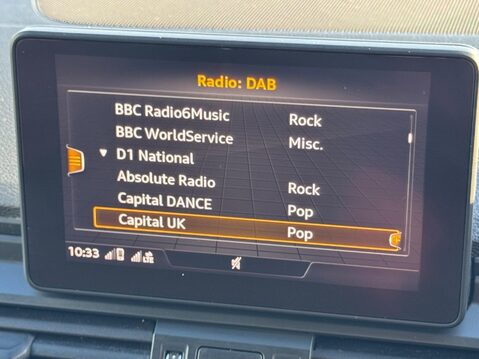 Radio: DAB
BBC Radio6Music Rock
BBC WorldService Misc.
D1 National
Absolute Radio Rock
Capital DANCE Pop
Capital UK Pop
10:33 LTE